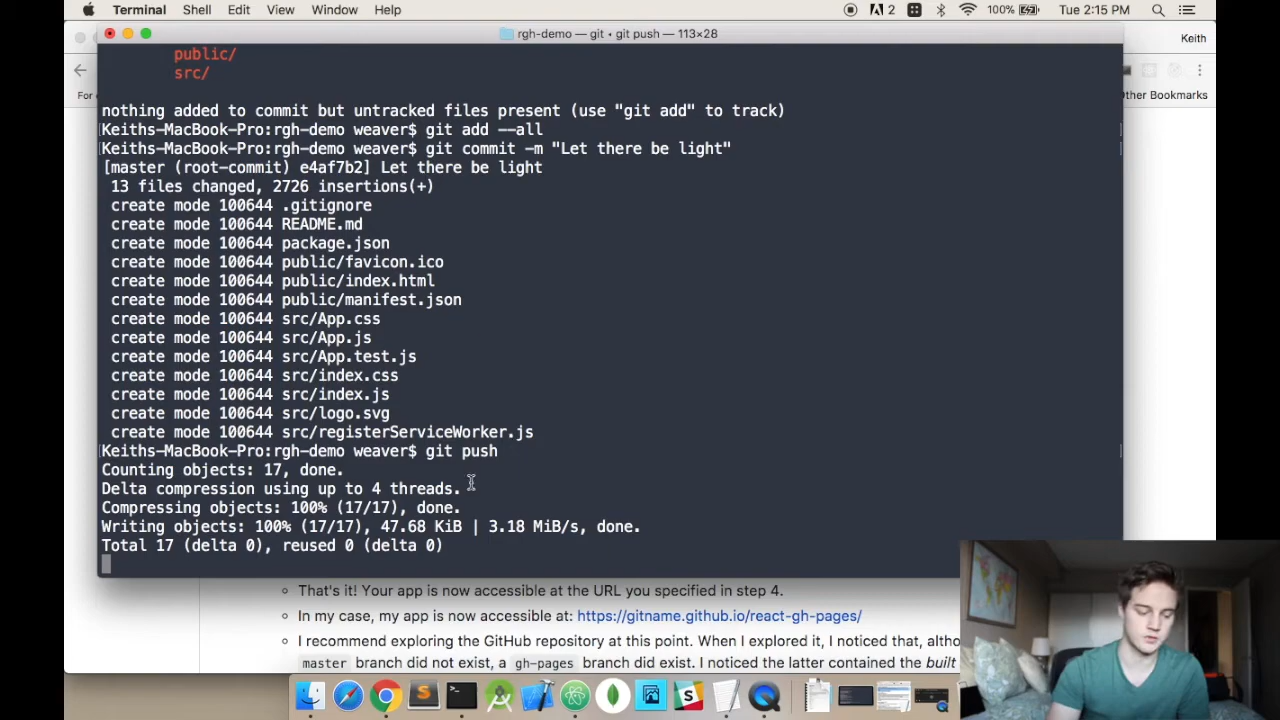 Terminal Shell Edit View Window Help
2 100% Tue 2:15 PM
rgh-demo — git • git push — 113×28
Keith
public/
src/
For
Other Bookmarks
nothing added to commit but untracked files present (use "git add" to track)
[Keiths-MacBook-Pro:rgh-demo weaver$ git add --all
[Keiths-MacBook-Pro:rgh-demo weaver$ git commit -m "Let there be light"
[master (root-commit) e4af7b2] Let there be light
13 files changed, 2726 insertions(+)
create mode 100644 .gitignore
create mode 100644 README.md
create mode 100644 package.json
create mode 100644 public/favicon.ico
create mode 100644 public/index.html
create mode 100644 public/manifest.json
create mode 100644 src/App.css
create mode 100644 src/App.js
create mode 100644 src/App.test.js
create mode 100644 src/index.css
create mode 100644 src/index.js
create mode 100644 src/logo.svg
create mode 100644 src/registerServiceWorker.js
[Keiths-MacBook-Pro:rgh-demo weaver$ git push
Counting objects: 17, done.
Delta compression using up to 4 threads.
Compressing objects: 100% (17/17), done.
Writing objects: 100% (17/17), 47.68 KiB | 3.18 MiB/s, done.
Total 17 (delta 0), reused 0 (delta 0)
That's it! Your app is now accessible at the URL you specified in step 4.
In my case, my app is now accessible at: https://gitname.github.io/react-gh-pages/
I recommend exploring the GitHub repository at this point. When I explored it, I noticed that,
master branch did not exist, a gh-pages branch did exist. I noticed the latter contained the built